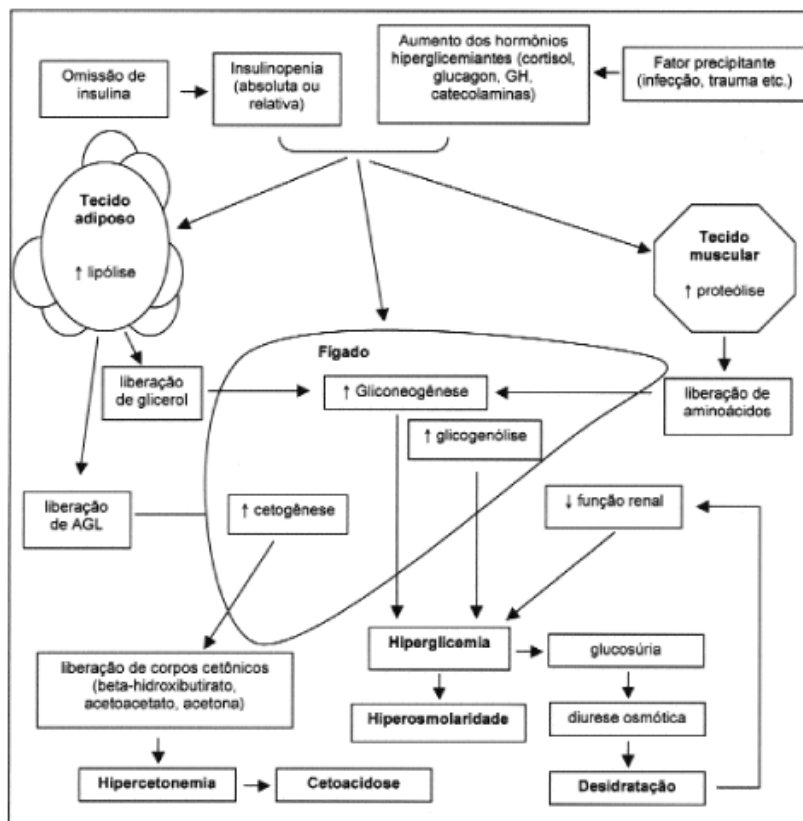 Omissão de
insulina
Insulinopenia
(absoluta ou
relativa)
Aumento dos hormônios
hiperglicemiantes (cortisol,
glucagon, GH,
catecolaminas)
Fator precipitante
(infecção, trauma etc.)
Tecido
adiposo
↑ lipólise
Tecido
muscular
↑ proteólise
Fígado
liberação
de glicerol
↑ Gliconeogênese
liberação de
aminoácidos
↑ glicogenólise
liberação
de AGL
↑ cetogênese
↓ função renal
liberação de corpos cetônicos
(beta-hidroxibutirato,
acetoacetato, acetona)
Hiperglicemia
glucosúria
Hiperosmolaridade
diurese osmótica
Hipercetonemia
Cetoacidose
Desidratação